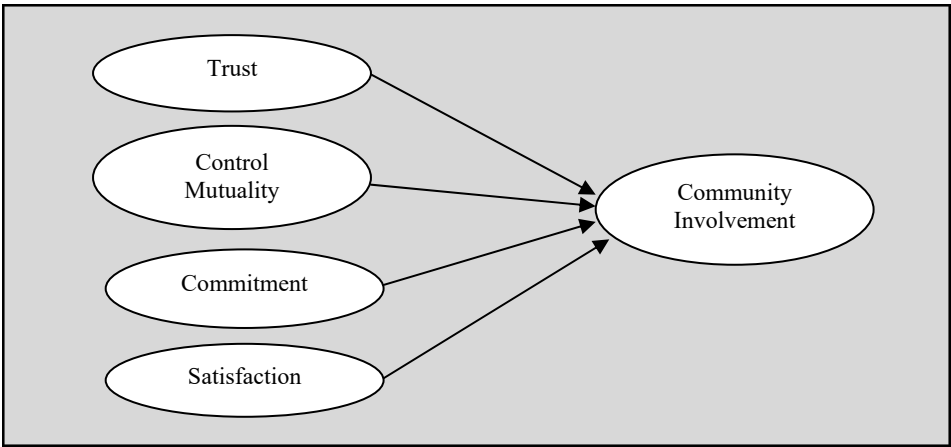 Trust
Control
Mutuality
Commitment
Satisfaction
Community
Involvement